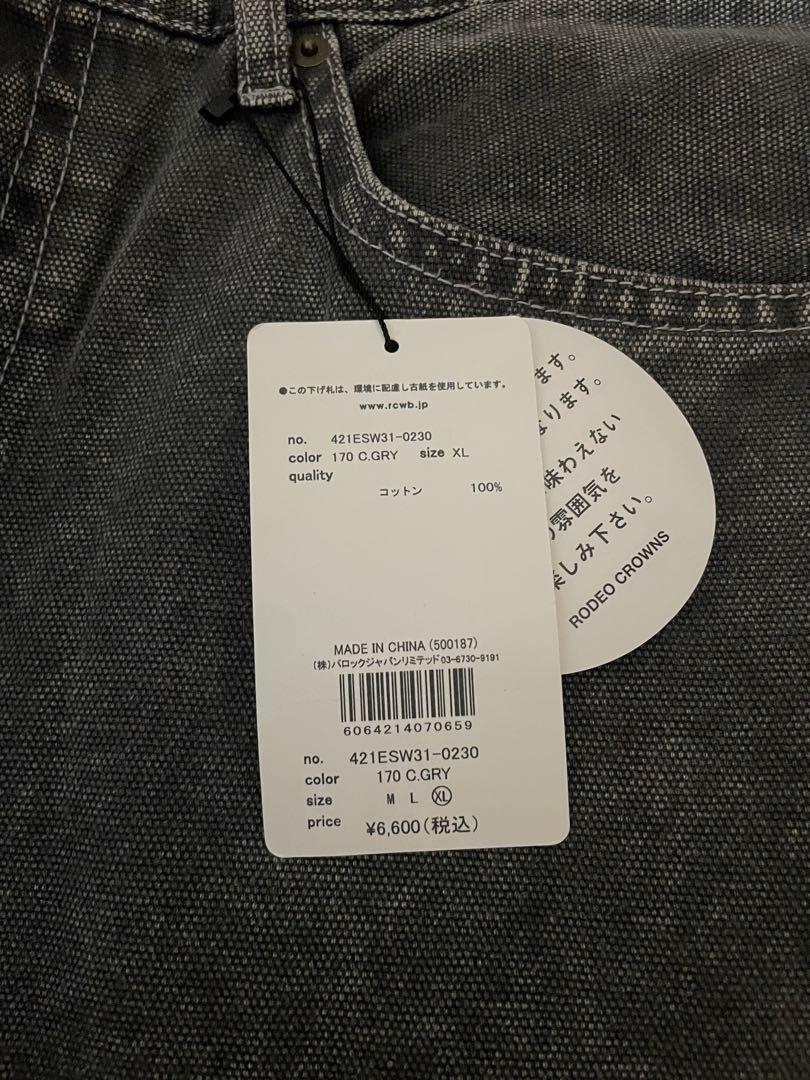 ●この下げ札は、環境に配慮し古紙を使用しています。
www.rcwb.jp
no. 421ESW31-0230
color 170 C.GRY size XL
quality
コットン 100%
MADE IN CHINA (500187)
(株)バロックジャパンリミテッド03-6730-9191
6064214070659
no. 421ESW31-0230
color 170 C.GRY
size M L XL
price ¥6,600(税込)
ます。
なります。
味わえない
雰囲気を
楽しみ下さい。
RODEO CROWNS